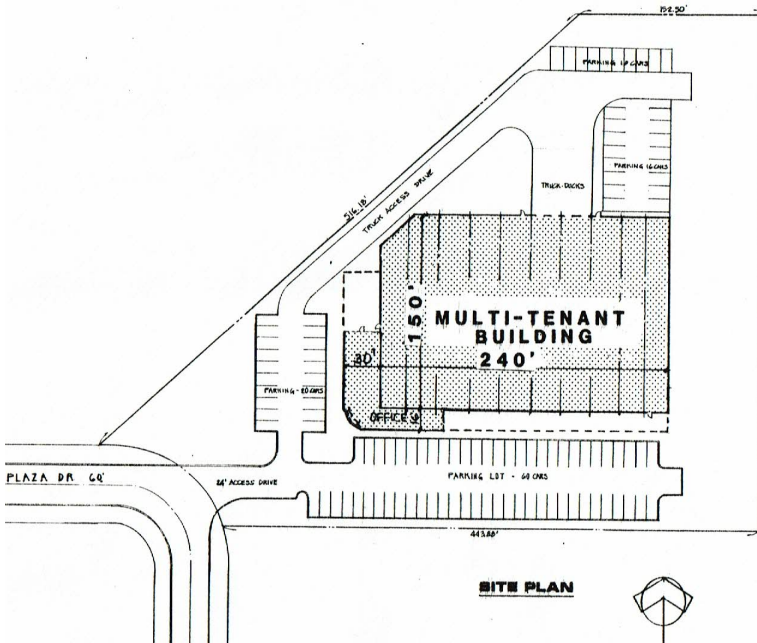 152.50'
PARKING 10 CARS
PARKING 16 CARS
TRUCK-DOCKS
516.18'
TRUCK ACCESS DRIVE
150'
MULTI-TENANT
BUILDING
240'
30'
PARKING - 20 CARS
OFFICE
PLAZA DR 60'
24' ACCESS DRIVE
PARKING LOT - 60 CARS
443.88'
SITE PLAN